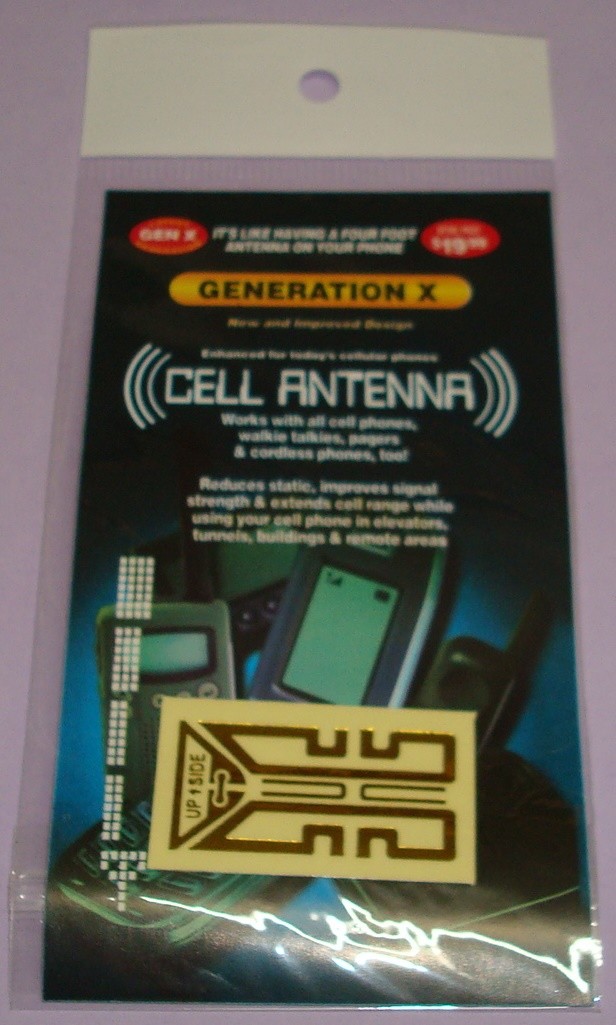 GEN X
IT'S LIKE HAVING A FOUR FOOT
ANTENNA ON YOUR PHONE
$19.99
GENERATION X
New and Improved Design
Enhanced for today's cellular phones
CELL ANTENNA
Works with all cell phones,
walkie talkies, pagers
& cordless phones, too!
Reduces static, improves signal
strength & extends cell range while
using your cell phone in elevators,
tunnels, buildings & remote areas
UP SIDE